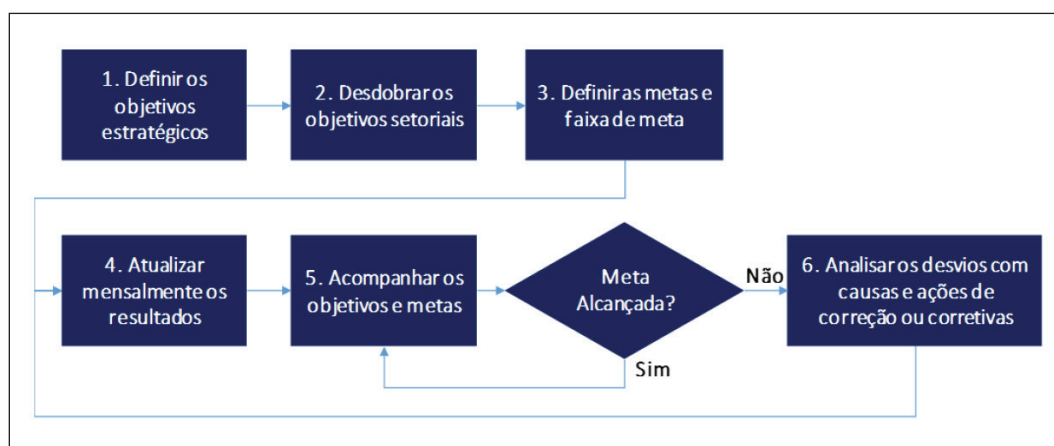 1. Definir os
objetivos
estratégicos
2. Desdobrar os
objetivos setoriais
3. Definir as metas e
faixa de meta
4. Atualizar
mensalmente os
resultados
5. Acompanhar os
objetivos e metas
Meta
Alcançada?
Não
Sim
6. Analisar os desvios com
causas e ações de
correção ou corretivas